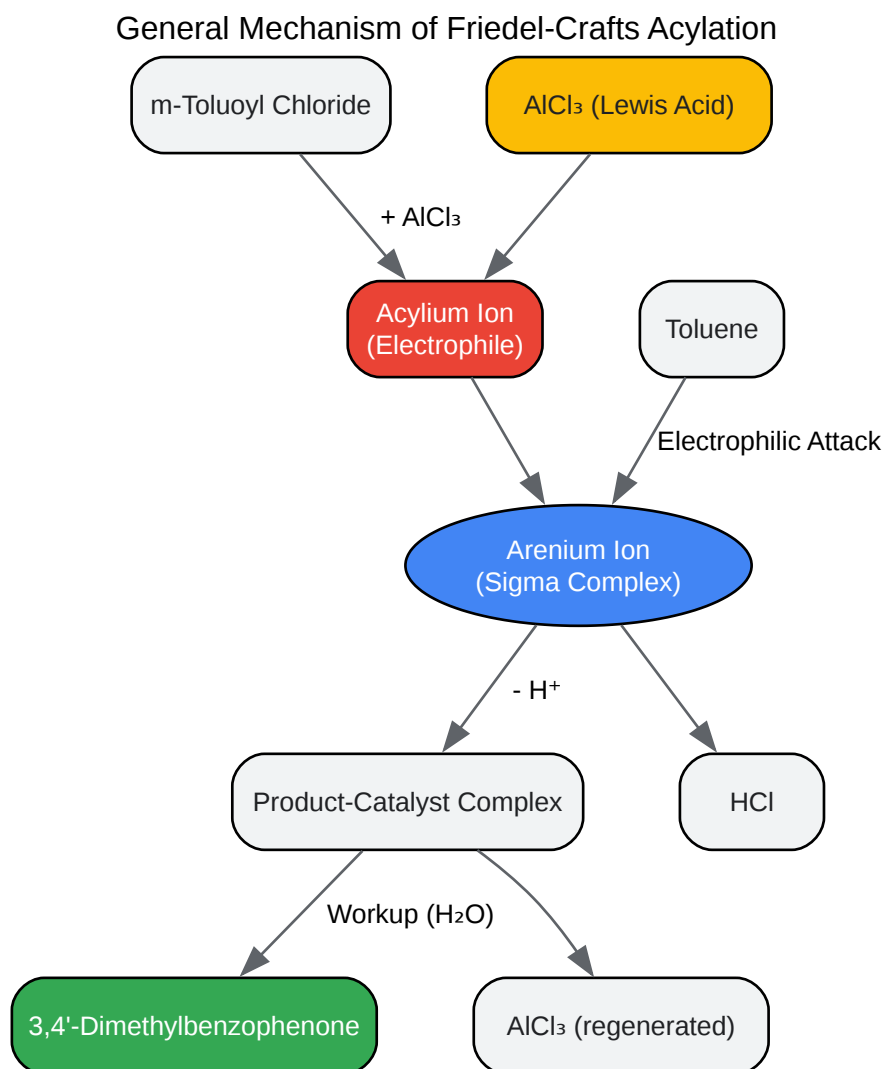 General Mechanism of Friedel-Crafts Acylation
m-Toluoyl Chloride
AlCl₃ (Lewis Acid)
+ AlCl₃
Acylium Ion
(Electrophile)
Toluene
Electrophilic Attack
Arenium Ion
(Sigma Complex)
- H⁺
Product-Catalyst Complex
HCl
Workup (H₂O)
3,4'-Dimethylbenzophenone
AlCl₃ (regenerated)